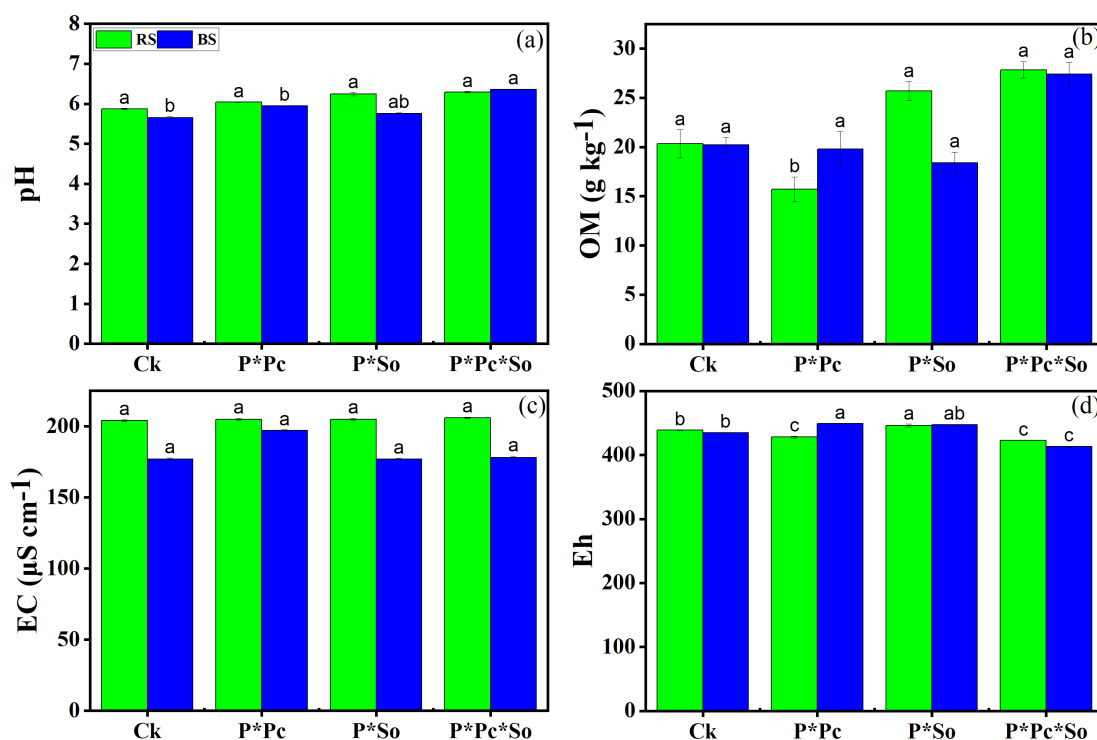 (a)
RS BS
pH
8
7
6
5
4
3
2
1
0
a b a b a ab a a
Ck P*Pc P*So P*Pc*So
(b)
OM (g kg-1)
30
25
20
15
10
5
0
a a b a a a a a
Ck P*Pc P*So P*Pc*So
(c)
EC (μS cm-1)
200
150
100
50
0
a a a a a a a a
Ck P*Pc P*So P*Pc*So
(d)
Eh
500
400
300
200
100
0
b b c a a ab c c
Ck P*Pc P*So P*Pc*So